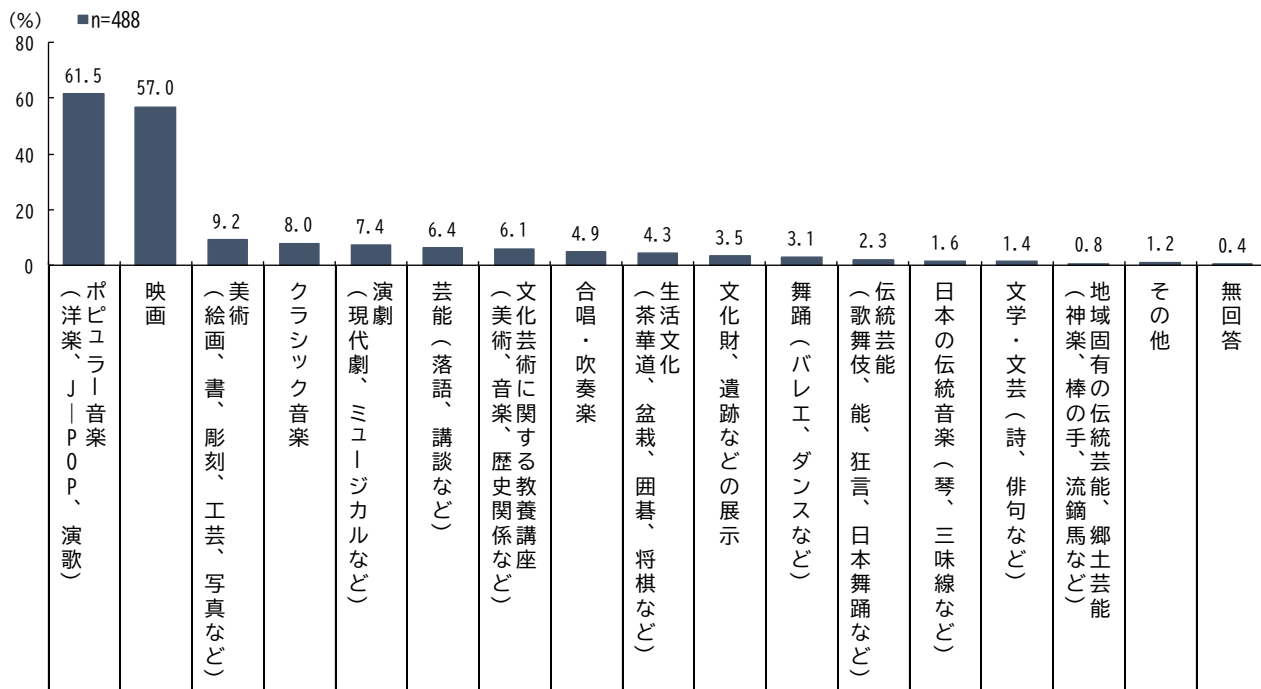 (%)
■n=488
80
60
40
20
0
61.5
57.0
9.2
8.0
7.4
6.4
6.1
4.9
4.3
3.5
3.1
2.3
1.6
1.4
0.8
1.2
0.4
ポピュラー音楽
（洋楽、J―POP、演歌）
映画
美術
（絵画、書、彫刻、工芸、写真など）
クラシック音楽
演劇
（現代劇、ミュージカルなど）
芸能（落語、講談など）
文化芸術に関する教養講座
（美術、音楽、歴史関係など）
合唱・吹奏楽
生活文化
（茶華道、盆栽、囲碁、将棋など）
文化財、遺跡などの展示
舞踊（バレエ、ダンスなど）
伝統芸能
（歌舞伎、能、狂言、日本舞踊など）
日本の伝統音楽（琴、三味線など）
文学・文芸（詩、俳句など）
地域固有の伝統芸能、郷土芸能
（神楽、棒の手、流鏑馬など）
その他
無回答